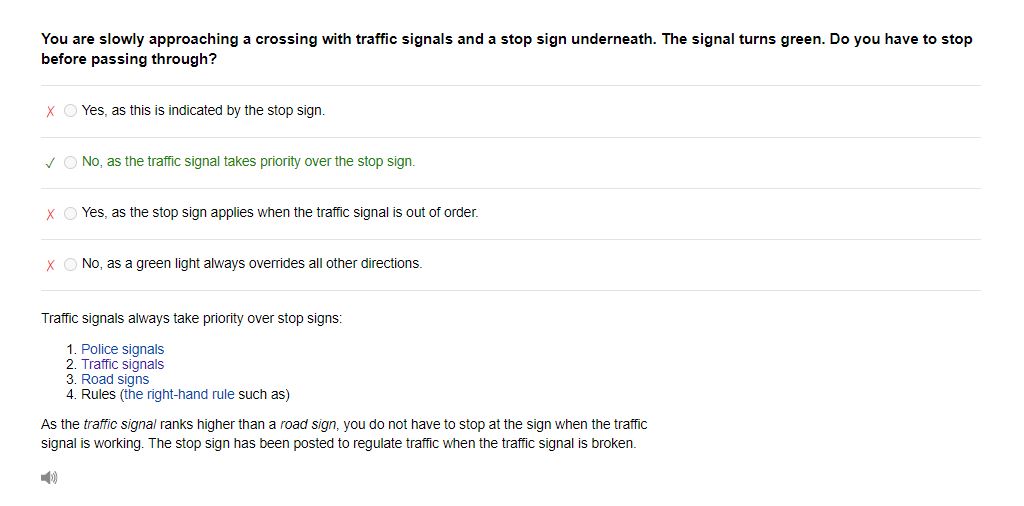 You are slowly approaching a crossing with traffic signals and a stop sign underneath. The signal turns green. Do you have to stop
before passing through?
✗ Yes, as this is indicated by the stop sign.
✓ No, as the traffic signal takes priority over the stop sign.
✗ Yes, as the stop sign applies when the traffic signal is out of order.
✗ No, as a green light always overrides all other directions.
Traffic signals always take priority over stop signs:
1. Police signals
2. Traffic signals
3. Road signs
4. Rules (the right-hand rule such as)
As the traffic signal ranks higher than a road sign, you do not have to stop at the sign when the traffic
signal is working. The stop sign has been posted to regulate traffic when the traffic signal is broken.